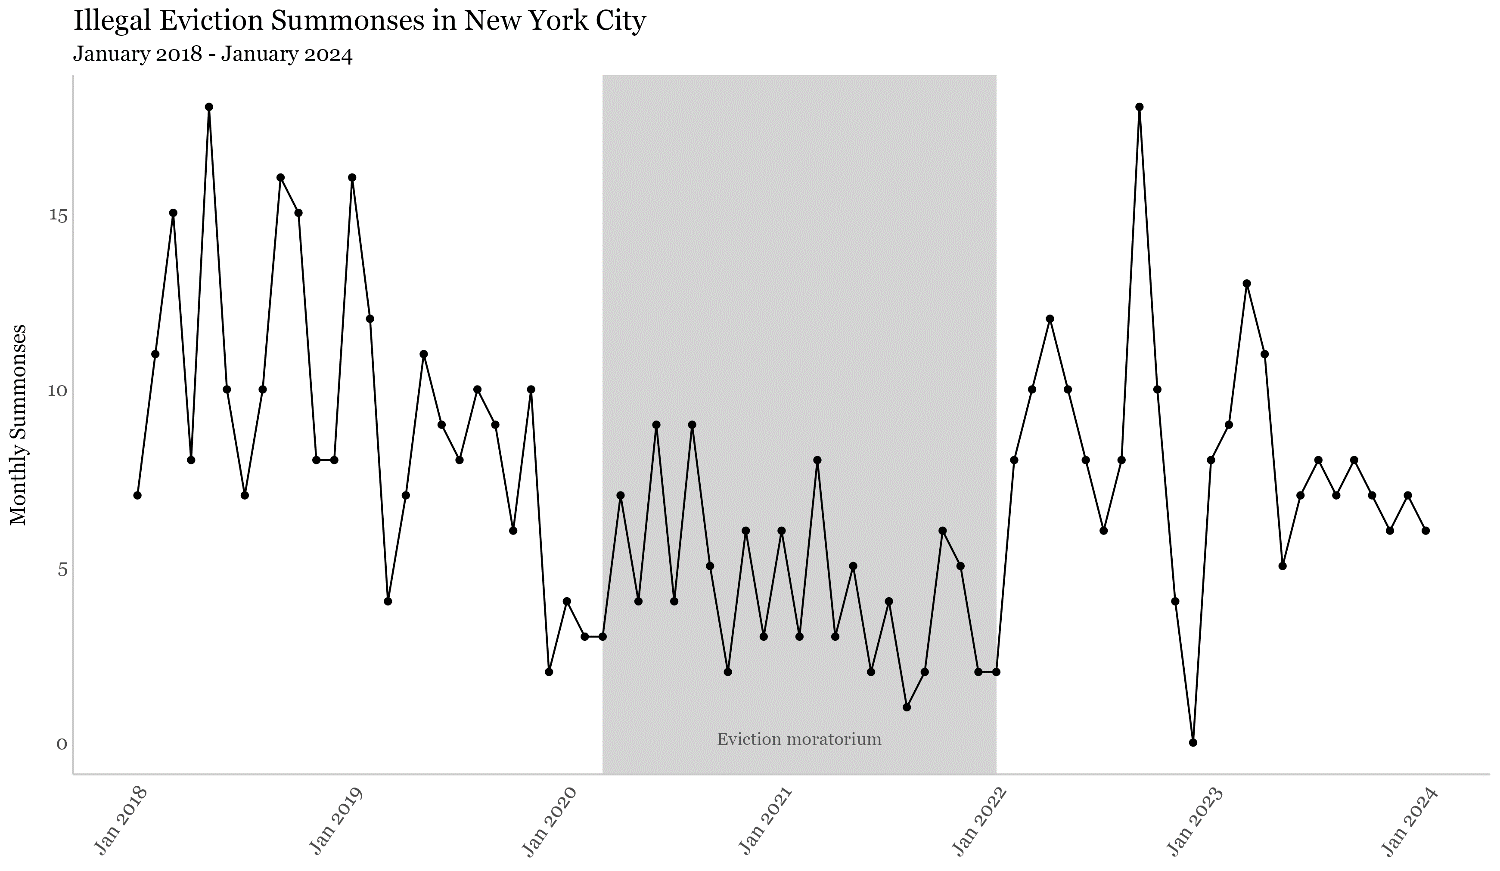 Illegal Eviction Summonses in New York City
January 2018 - January 2024
Monthly Summonses
15
10
5
0
Eviction moratorium
Jan 2018
Jan 2019
Jan 2020
Jan 2021
Jan 2022
Jan 2023
Jan 2024